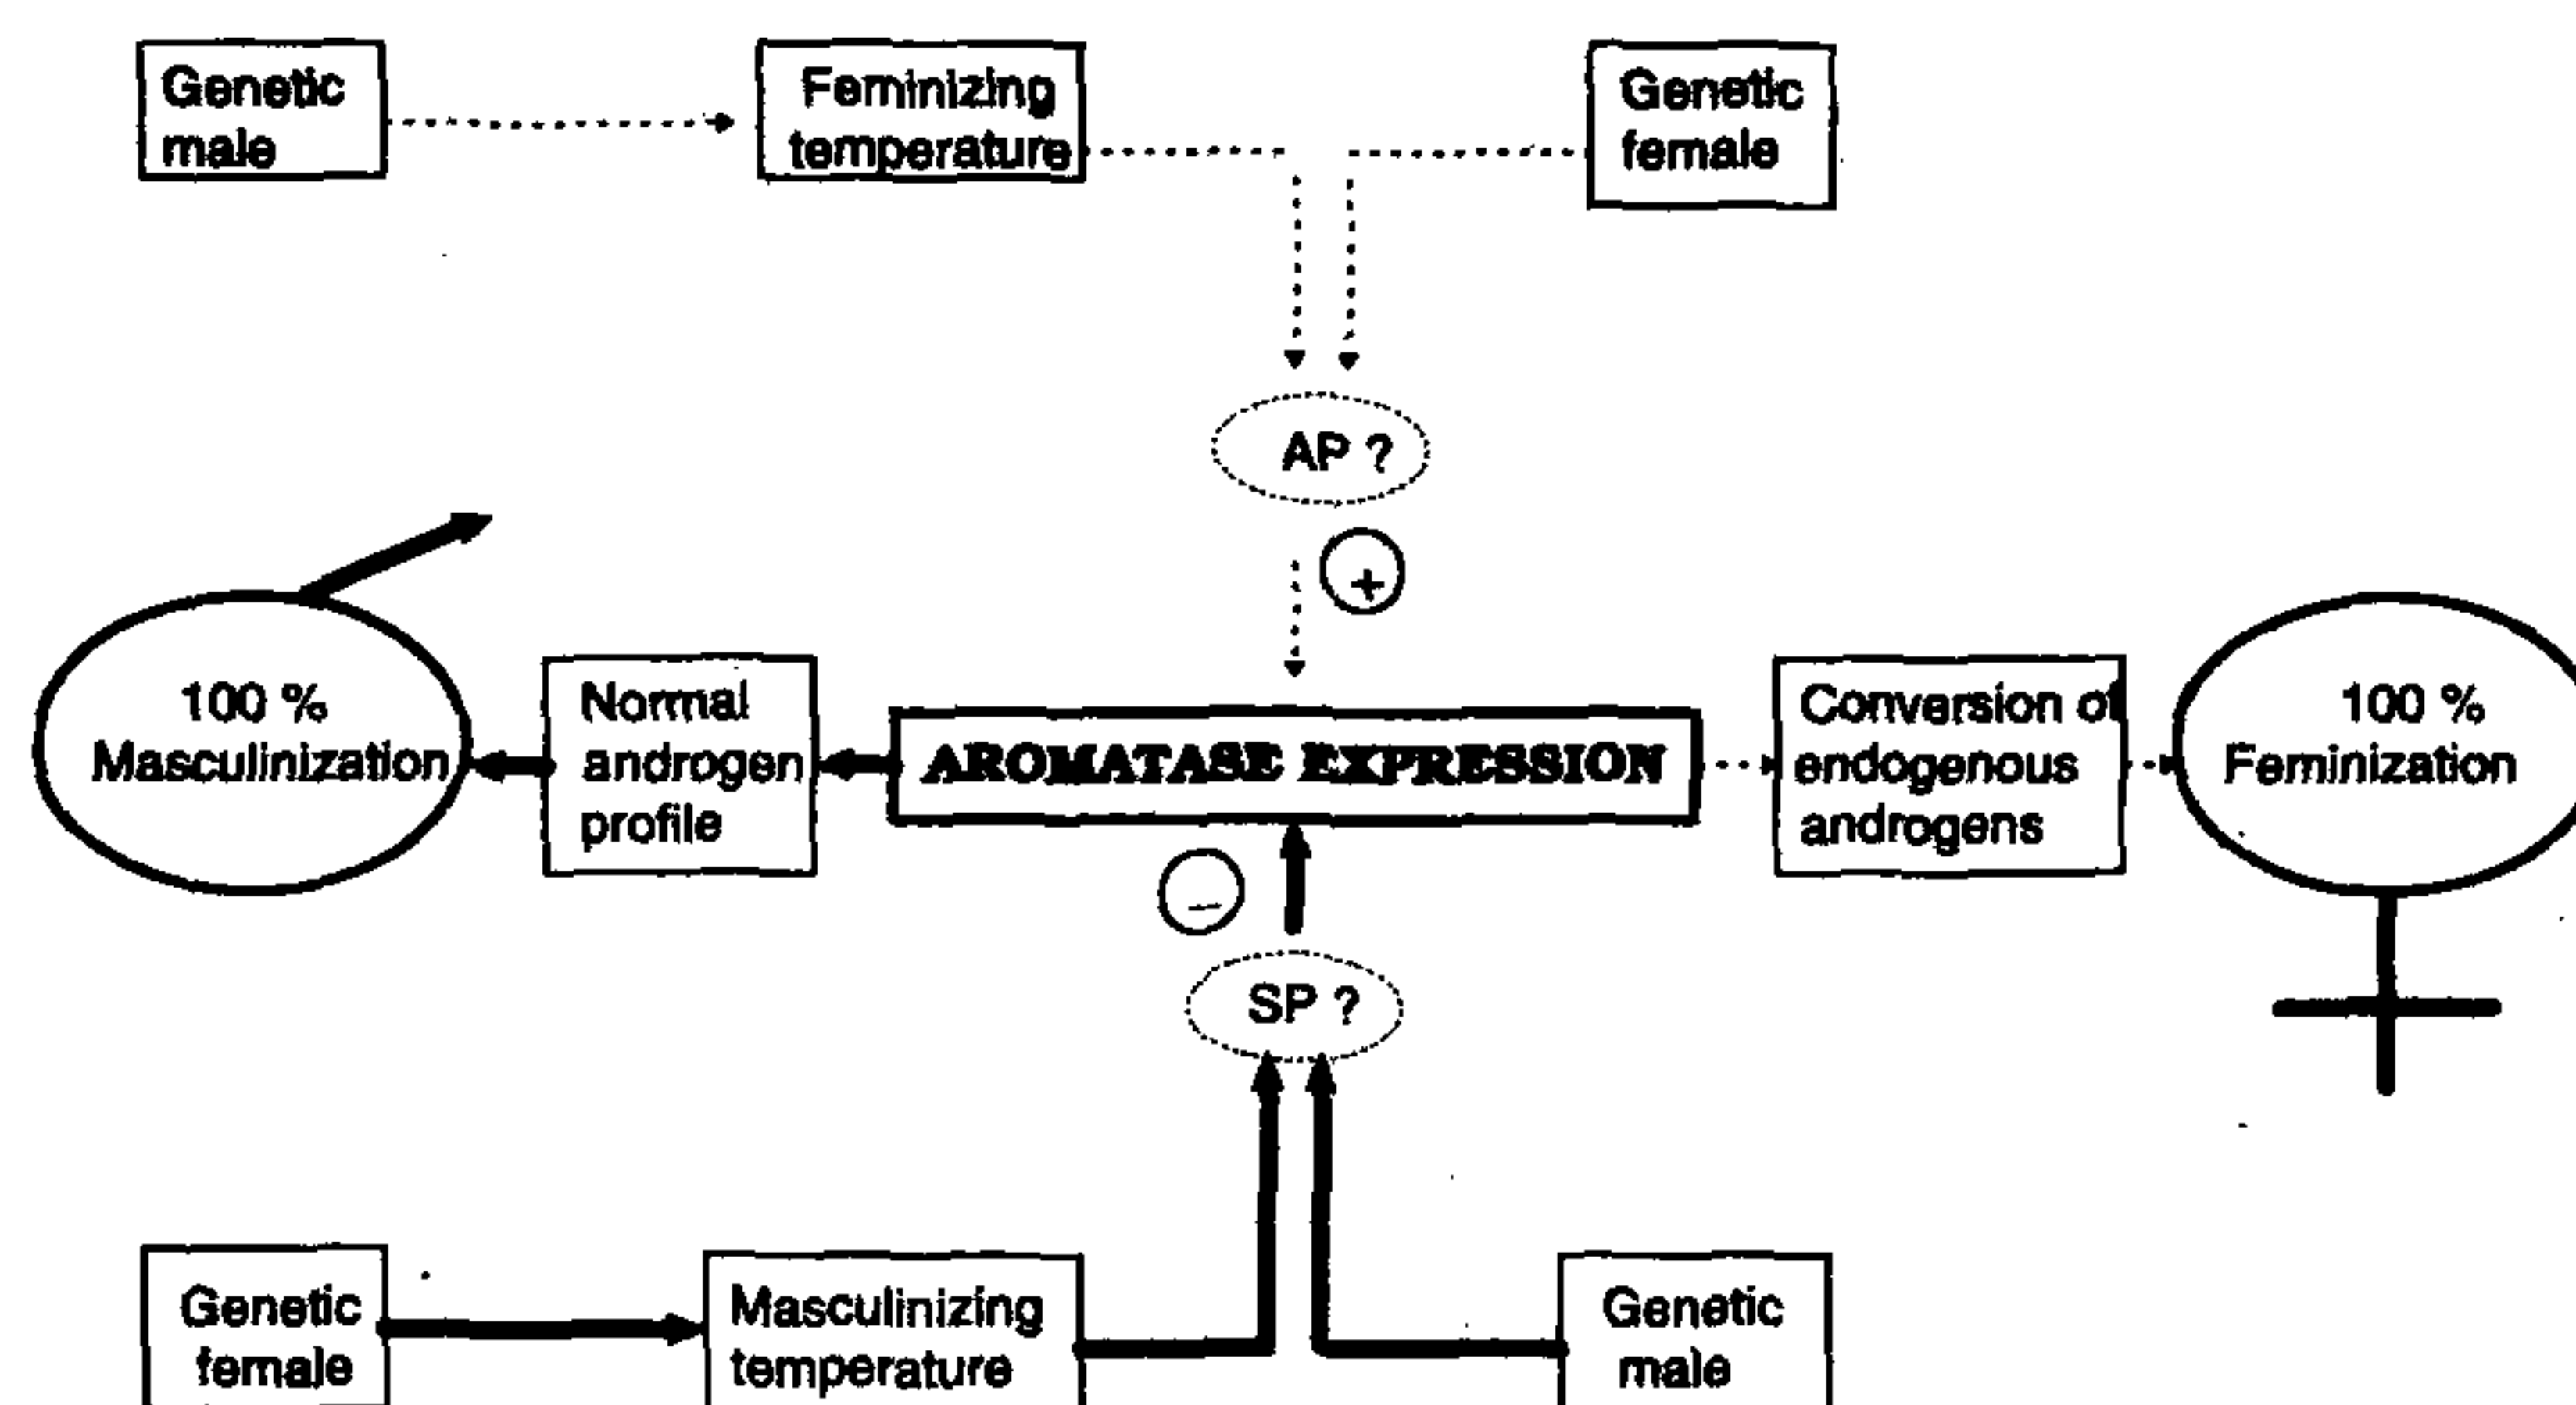 Genetic
male
Feminizing
temperature
Genetic
female
AP ?
+
100 %
Masculinization
Normal
androgen
profile
AROMATASE EXPRESSION
Conversion of
endogenous
androgens
100 %
Feminization
–
SP ?
Genetic
female
Masculinizing
temperature
Genetic
male